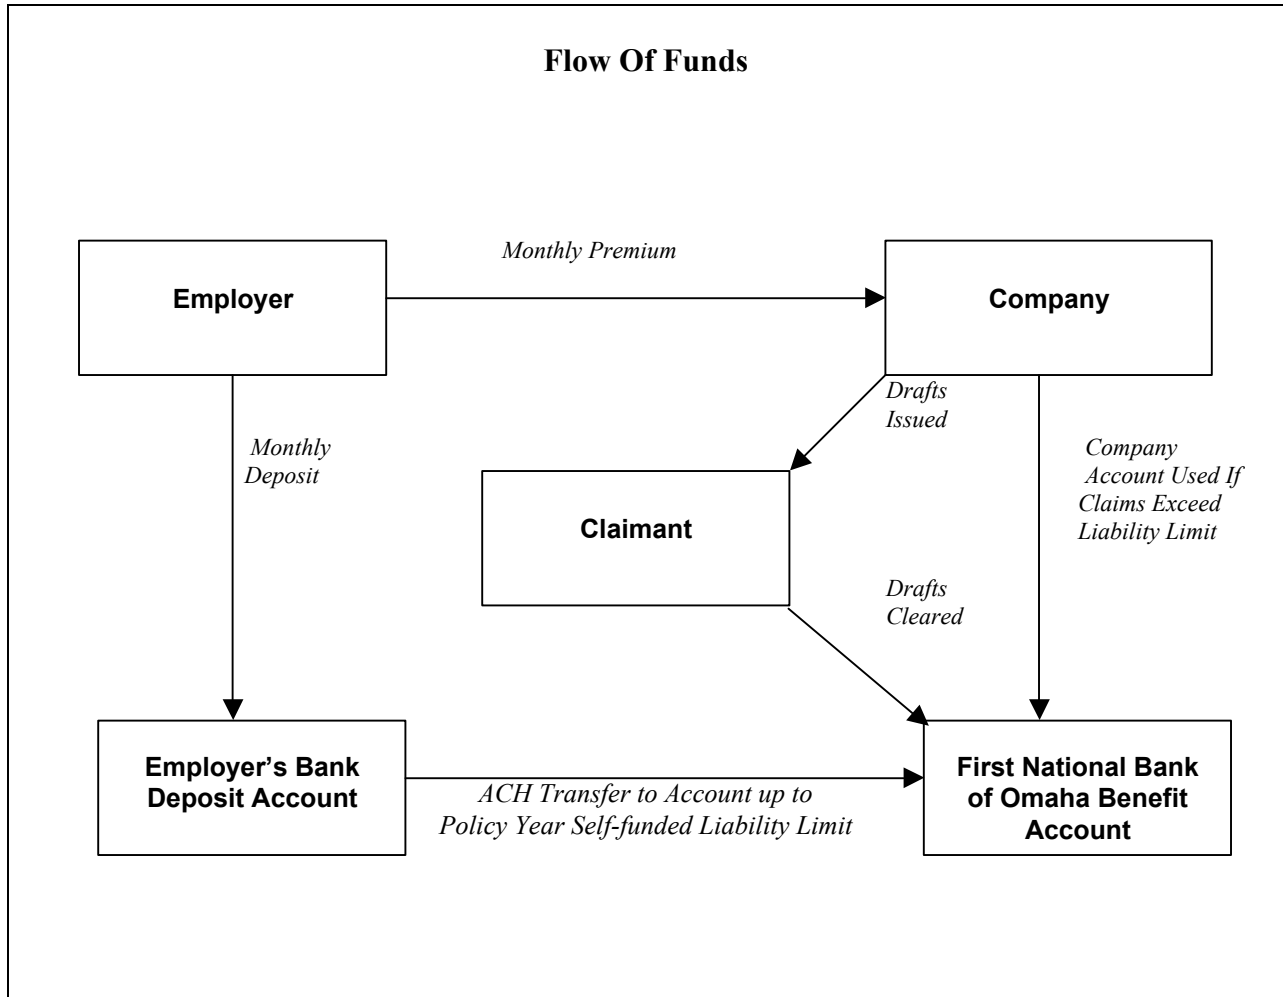 Flow Of Funds
Monthly Premium
Employer
Company
Drafts
Issued
Monthly
Deposit
Company
Account Used If
Claims Exceed
Liability Limit
Claimant
Drafts
Cleared
Employer’s Bank
Deposit Account
ACH Transfer to Account up to
Policy Year Self-funded Liability Limit
First National Bank
of Omaha Benefit
Account